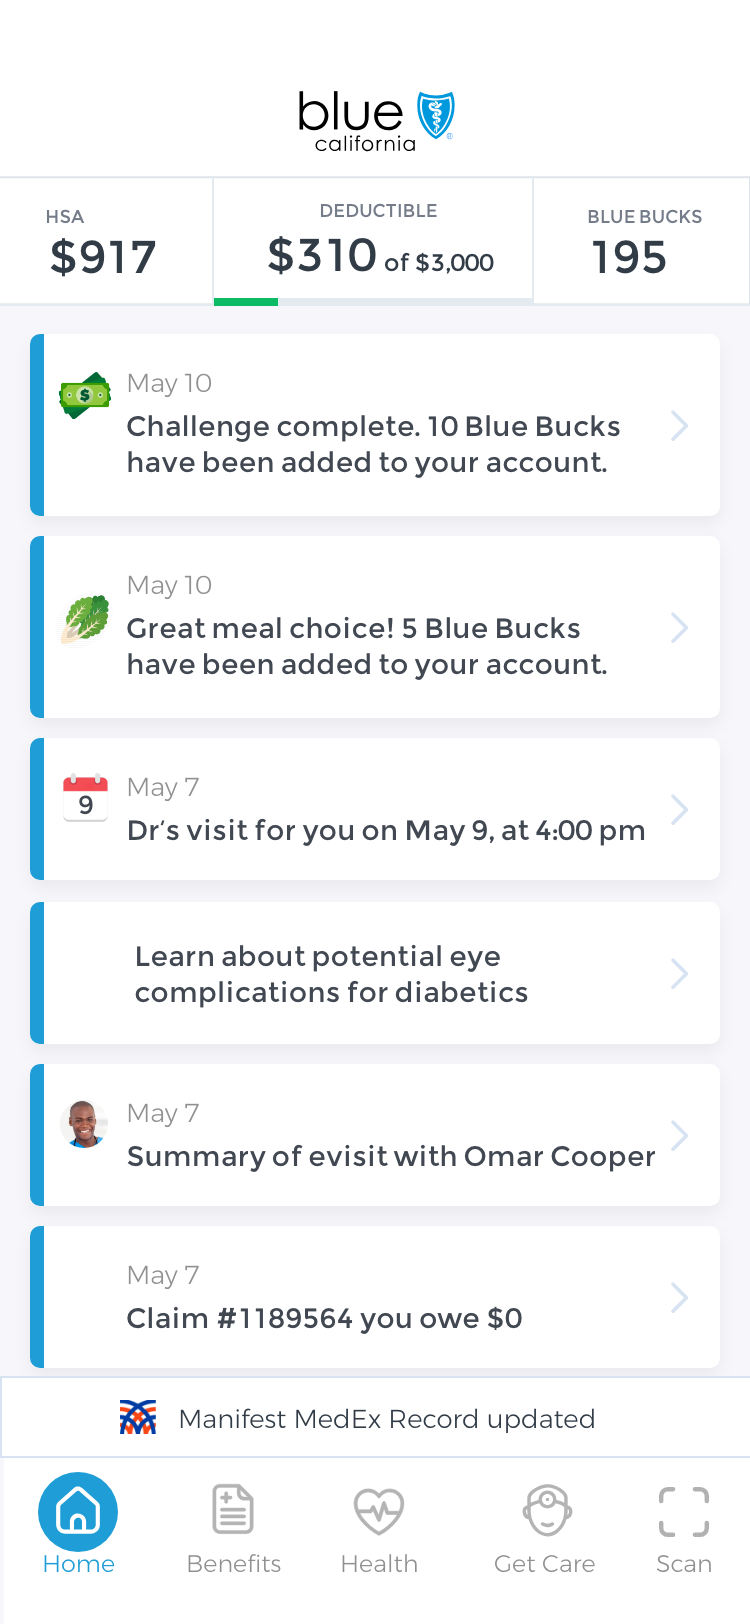 blue
california
HSA
$917
DEDUCTIBLE
$310 of $3,000
BLUE BUCKS
195
May 10
Challenge complete. 10 Blue Bucks
have been added to your account.
May 10
Great meal choice! 5 Blue Bucks
have been added to your account.
9
May 7
Dr’s visit for you on May 9, at 4:00 pm
Learn about potential eye
complications for diabetics
May 7
Summary of evisit with Omar Cooper
May 7
Claim #1189564 you owe $0
Manifest MedEx Record updated
Home
Benefits
Health
Get Care
Scan